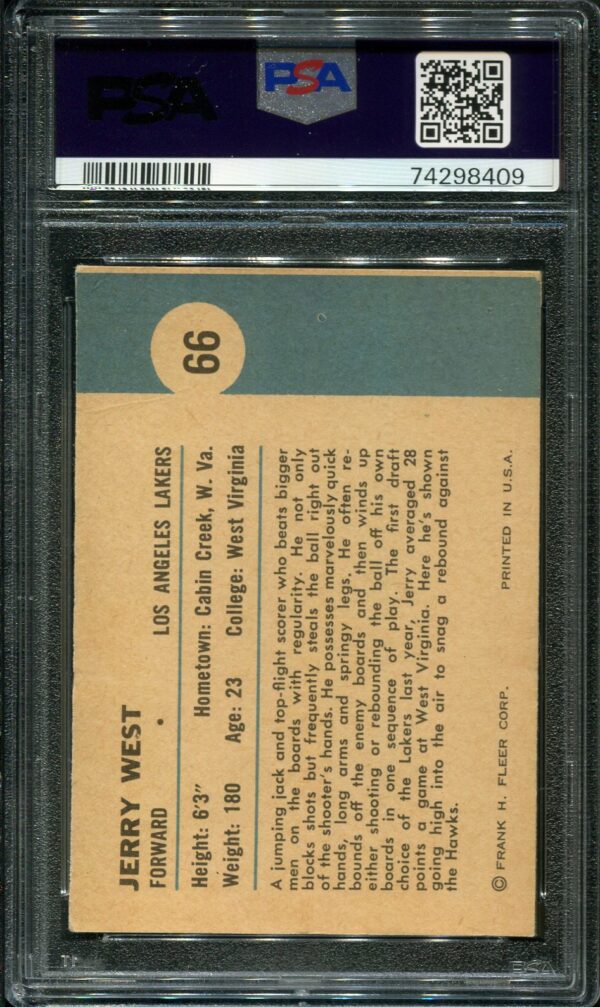 PSA
PSA
74298409
66
JERRY WEST
FORWARD • LOS ANGELES LAKERS
Height: 6'3" Hometown: Cabin Creek, W. Va.
Weight: 180 Age: 23 College: West Virginia
A jumping jack and top-flight scorer who beats bigger
men on the boards with regularity. He not only
blocks shots but frequently steals the ball right out
of the shooter's hands. He possesses marvelously quick
hands, long arms and springy legs. He often re-
bounds off the enemy boards and then winds up
either shooting or rebounding the ball off his own
boards in one sequence of play. The first draft
choice of the Lakers last year, Jerry averaged 28
points a game at West Virginia. Here he's shown
going high into the air to snag a rebound against
the Hawks.
© FRANK H. FLEER CORP. PRINTED IN U.S.A.
PSA